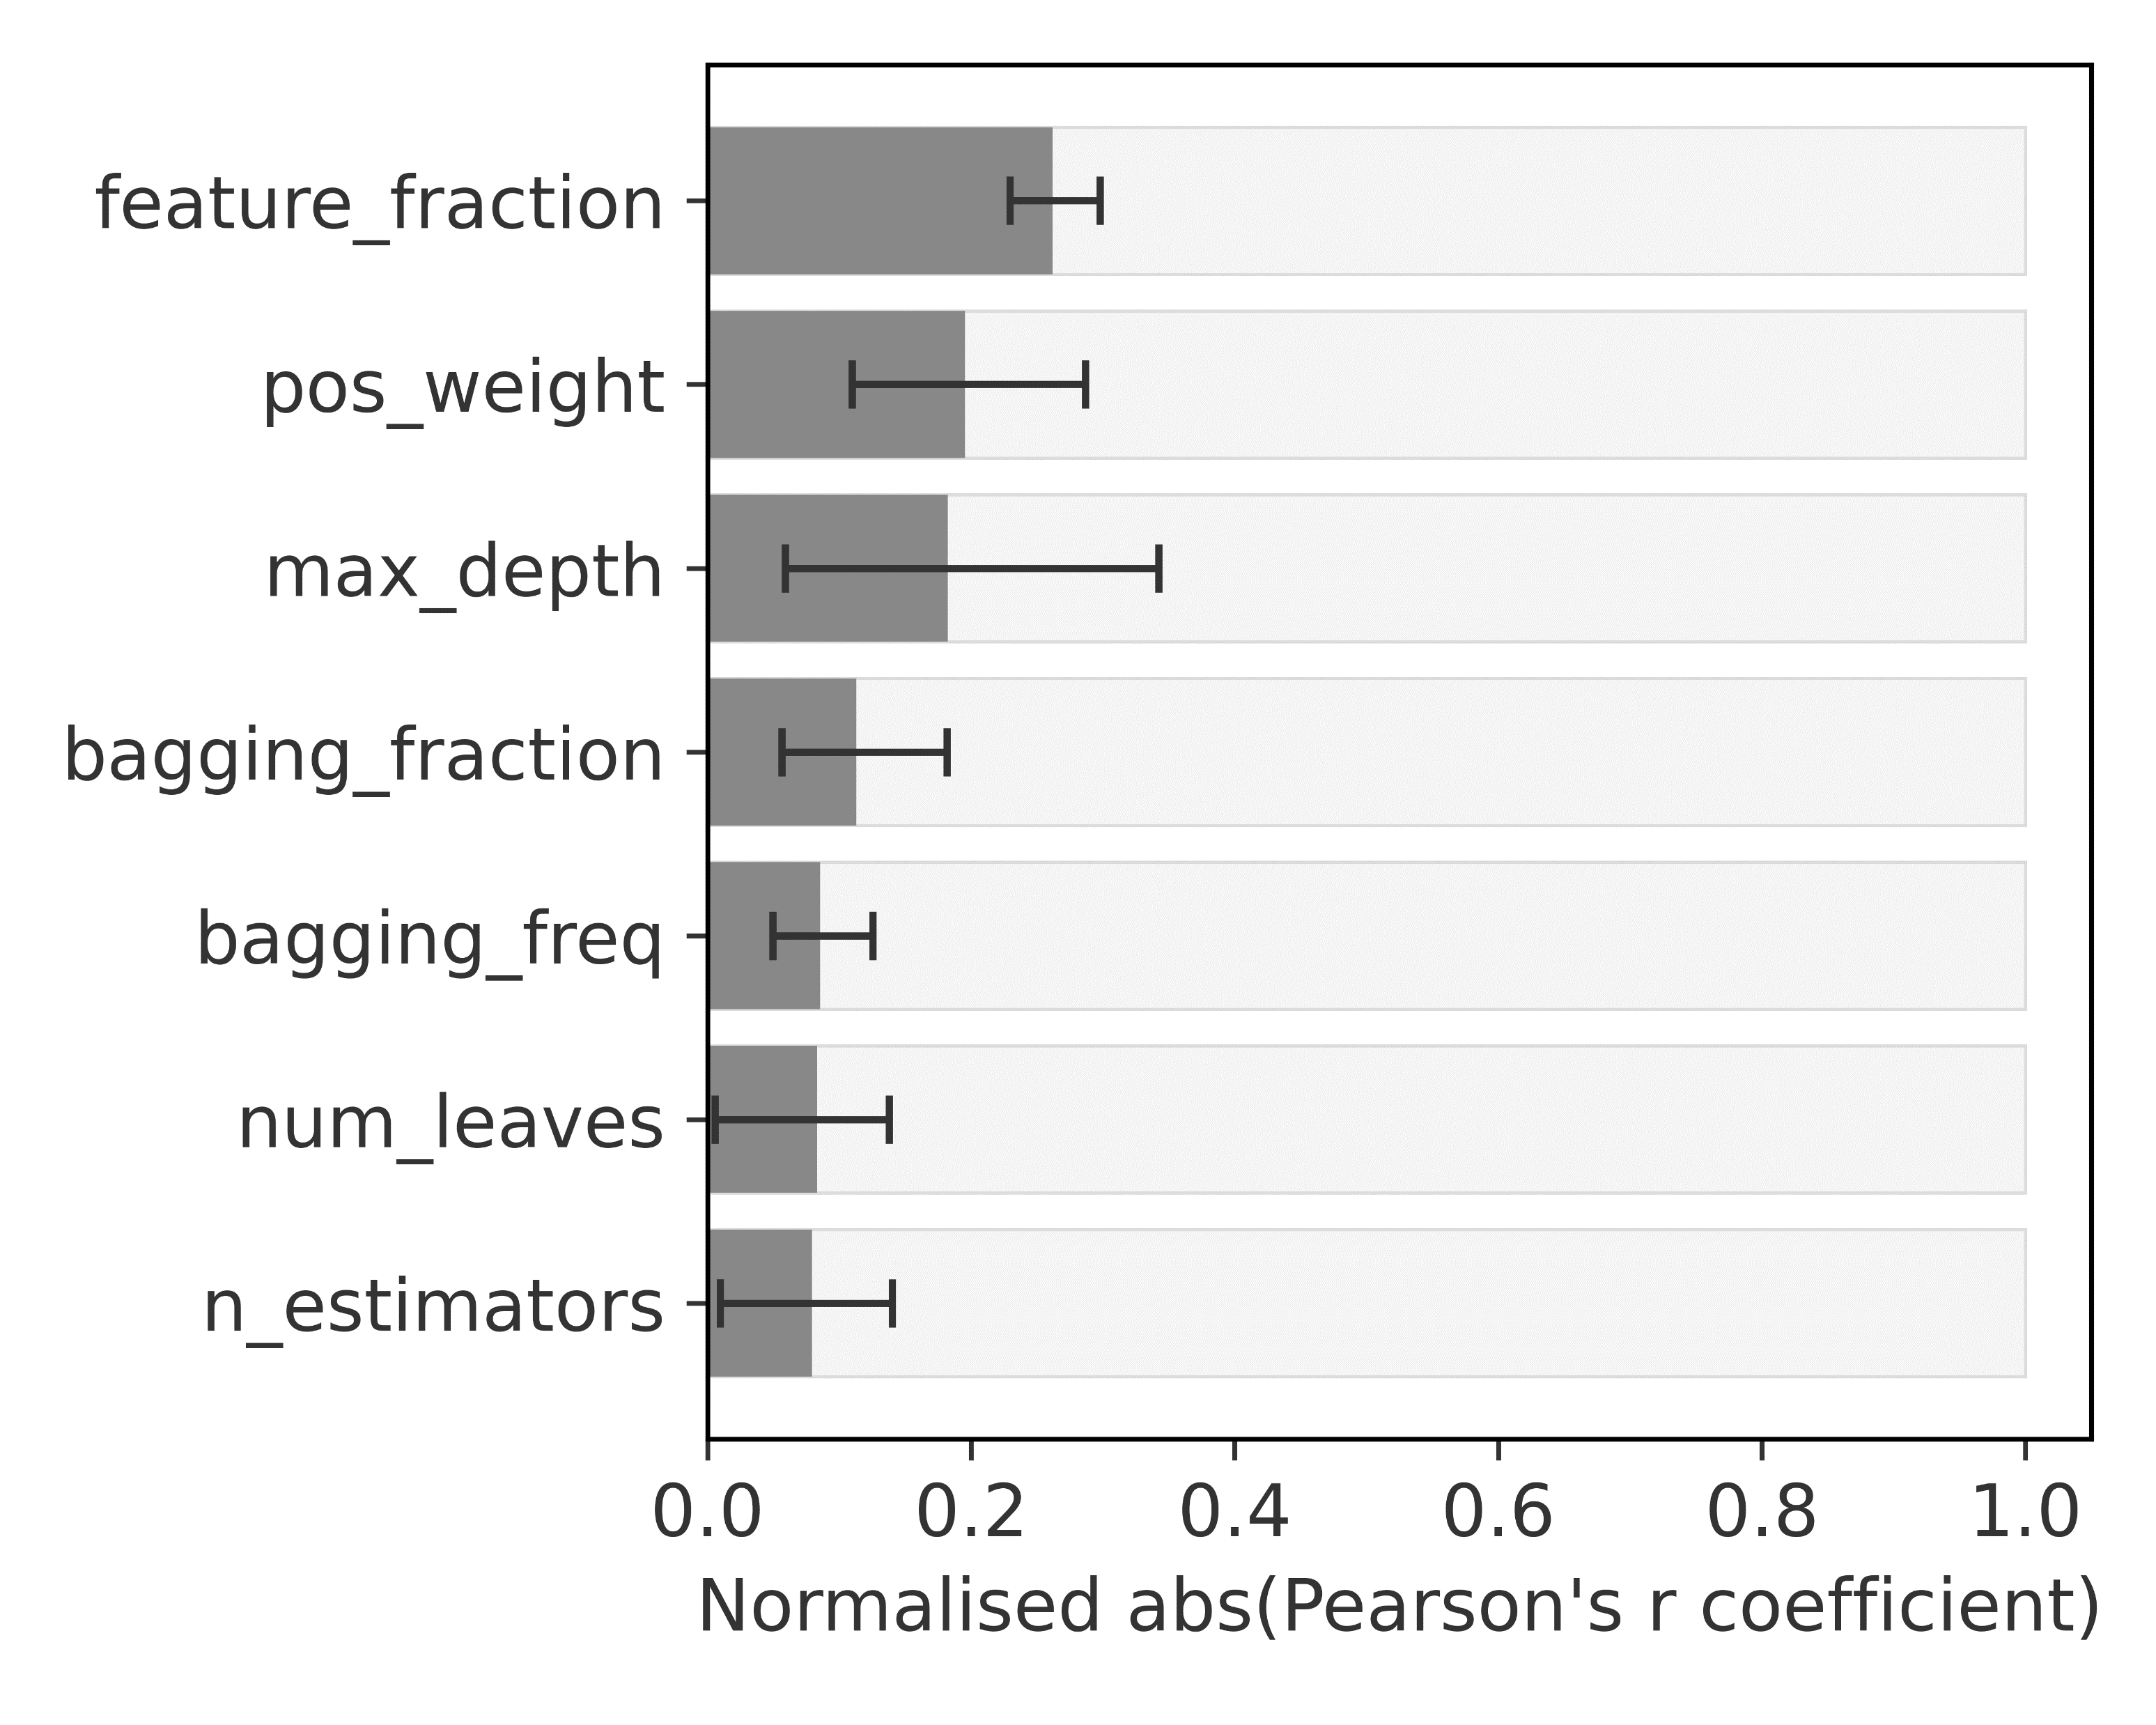 feature_fraction
pos_weight
max_depth
bagging_fraction
bagging_freq
num_leaves
n_estimators
0.0 0.2 0.4 0.6 0.8 1.0
Normalised abs(Pearson's r coefficient)